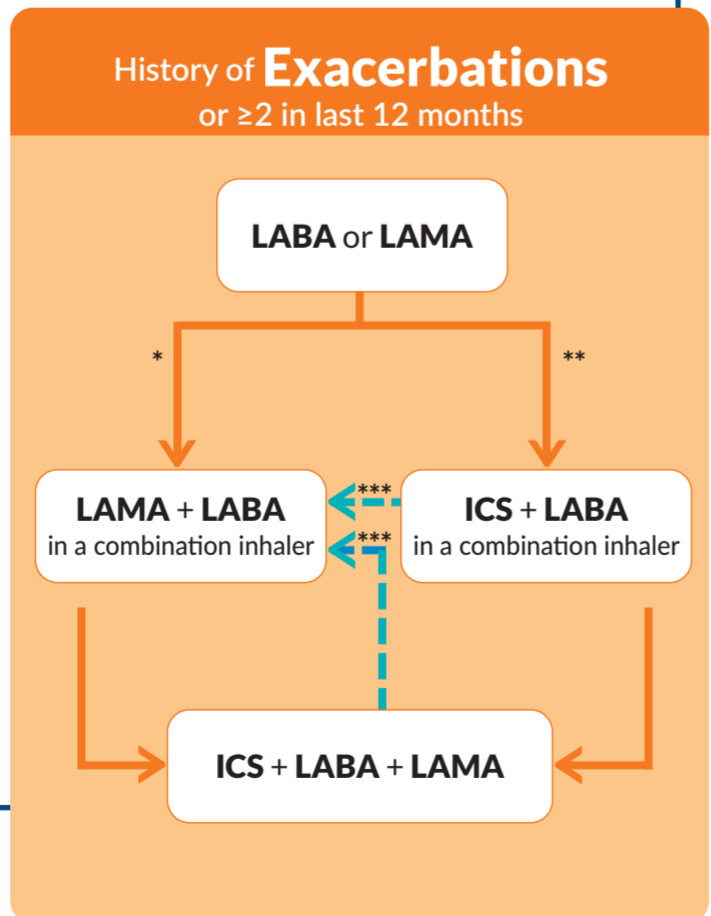 History of Exacerbations
or ≥2 in last 12 months
LABA or LAMA
*
**
LAMA + LABA
in a combination inhaler
***
***
ICS + LABA
in a combination inhaler
ICS + LABA + LAMA